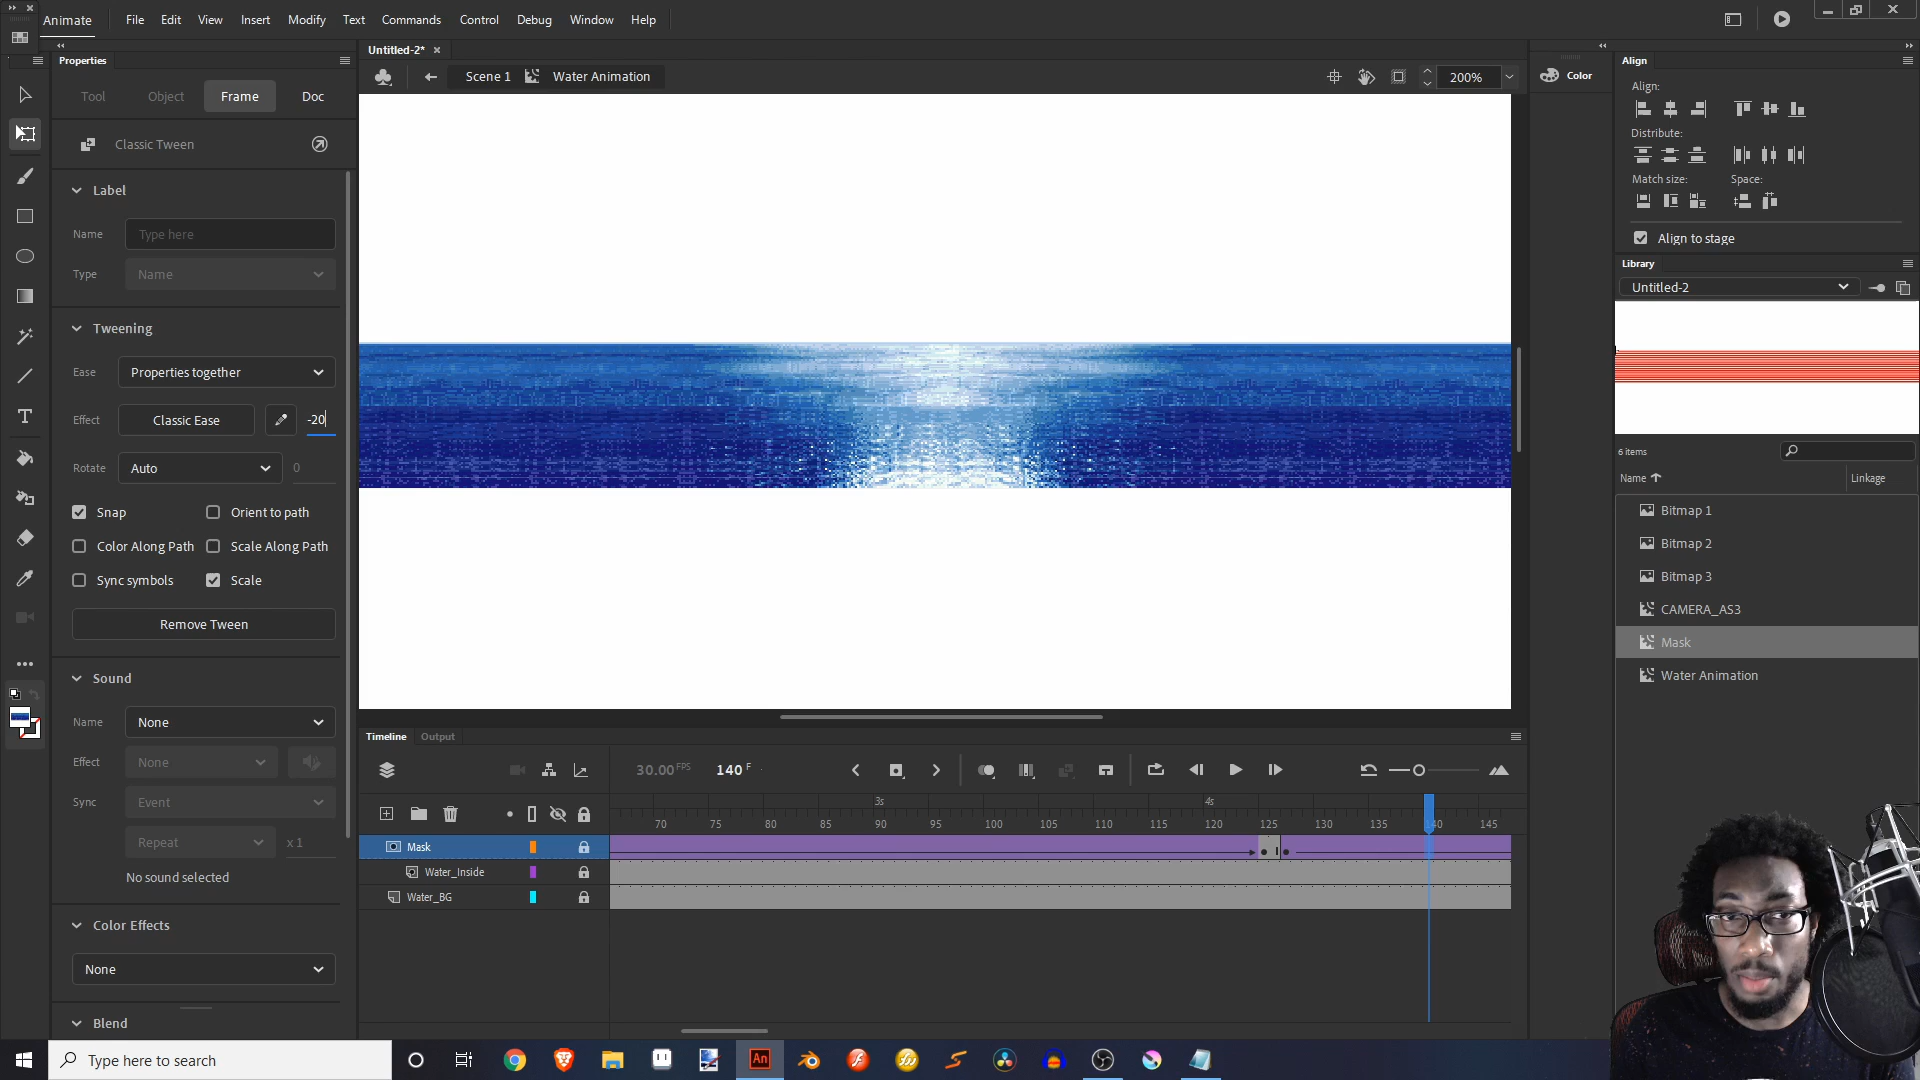 Animate
File Edit View Insert Modify Text Commands Control Debug Window Help
Properties
Untitled-2*
Scene 1
Water Animation
200%
Tool
Object
Frame
Doc
Classic Tween
Label
Name
Type here
Type
Name
Tweening
Ease
Properties together
Effect
Classic Ease
-20
Rotate
Auto
0
Snap
Orient to path
Color Along Path
Scale Along Path
Sync symbols
Scale
Remove Tween
Sound
Name
None
Effect
None
Sync
Event
Repeat
x 1
No sound selected
Color Effects
None
Blend
Color
Align
Align:
Distribute:
Match size:
Space:
Align to stage
Library
Untitled-2
6 items
Name
Linkage
Bitmap 1
Bitmap 2
Bitmap 3
CAMERA_AS3
Mask
Water Animation
Timeline
Output
30.00 FPS
140 F
3s
4s
70 75 80 85 90 95 100 105 110 115 120 125 130 135 140 145
Mask
Water_Inside
Water_BG
Type here to search
An